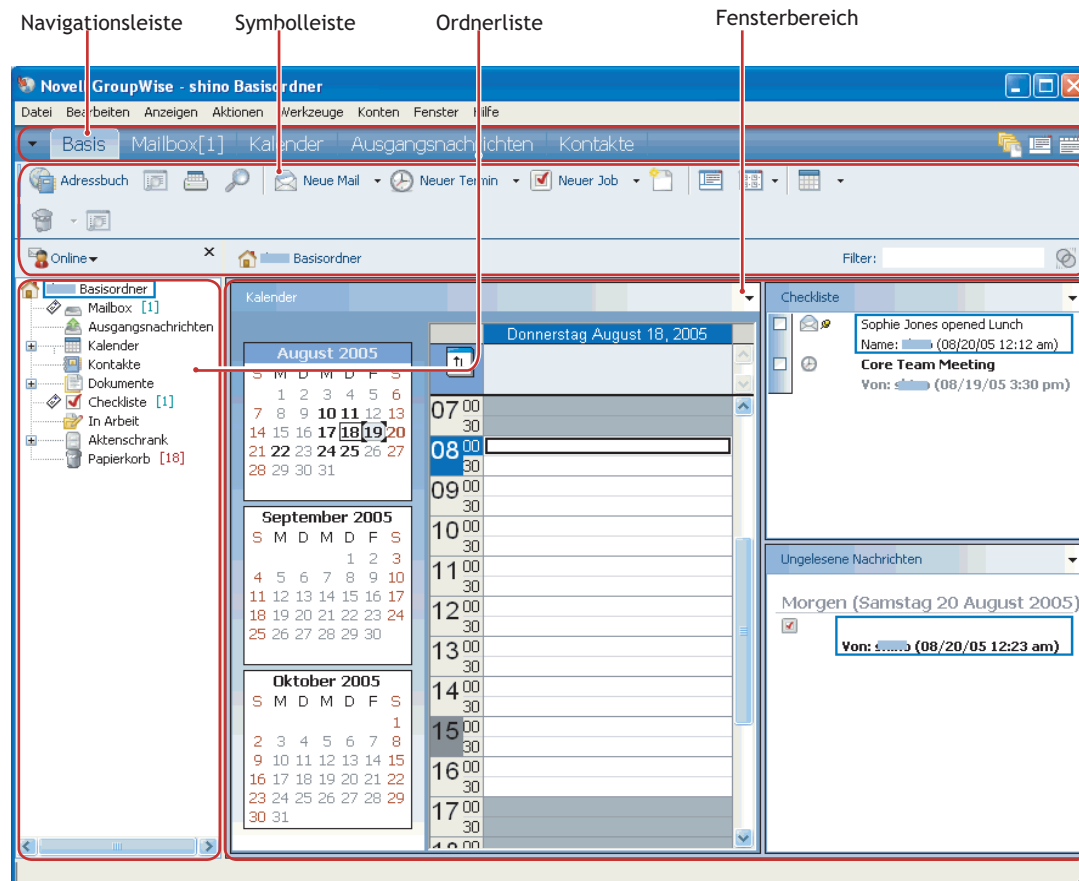 Navigationsleiste Symbolleiste Ordnerliste Fensterbereich
Novell GroupWise - shino Basisordner
Datei Bearbeiten Anzeigen Aktionen Werkzeuge Konten Fenster Hilfe
Basis Mailbox[1] Kalender Ausgangsnachrichten Kontakte
Adressbuch Neue Mail Neuer Termin Neuer Job
Online Basisordner Filter:
Basisordner
Mailbox [1]
Ausgangsnachrichten
Kalender
Kontakte
Dokumente
Checkliste [1]
In Arbeit
Aktenschrank
Papierkorb [18]
Kalender
August 2005
S M D M D F S
1 2 3 4 5 6
7 8 9 10 11 12 13
14 15 16 17 18 19 20
21 22 23 24 25 26 27
28 29 30 31
September 2005
S M D M D F S
1 2 3
4 5 6 7 8 9 10
11 12 13 14 15 16 17
18 19 20 21 22 23 24
25 26 27 28 29 30
Oktober 2005
S M D M D F S
1
2 3 4 5 6 7 8
9 10 11 12 13 14 15
16 17 18 19 20 21 22
23 24 25 26 27 28 29
30 31
Donnerstag August 18, 2005
07 00
30
08 00
30
09 00
30
10 00
30
11 00
30
12 00
30
13 00
30
14 00
30
15 00
30
16 00
30
17 00
30
Checkliste
Sophie Jones opened Lunch
Name: (08/20/05 12:12 am)
Core Team Meeting
Von: (08/19/05 3:30 pm)
Ungelesene Nachrichten
Morgen (Samstag 20 August 2005)
Von: (08/20/05 12:23 am)